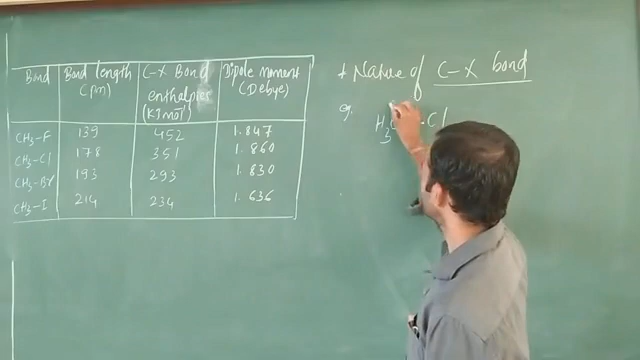 Bond | Bond length (pm) | C-X Bond enthalpies (KJmol⁻¹) | Dipole Moment (Debye)
CH3-F | 139 | 452 | 1.847
CH3-Cl | 178 | 351 | 1.860
CH3-Br | 193 | 293 | 1.830
CH3-I | 214 | 234 | 1.636
* Nature of C-X bond
eg.
H3C Cl